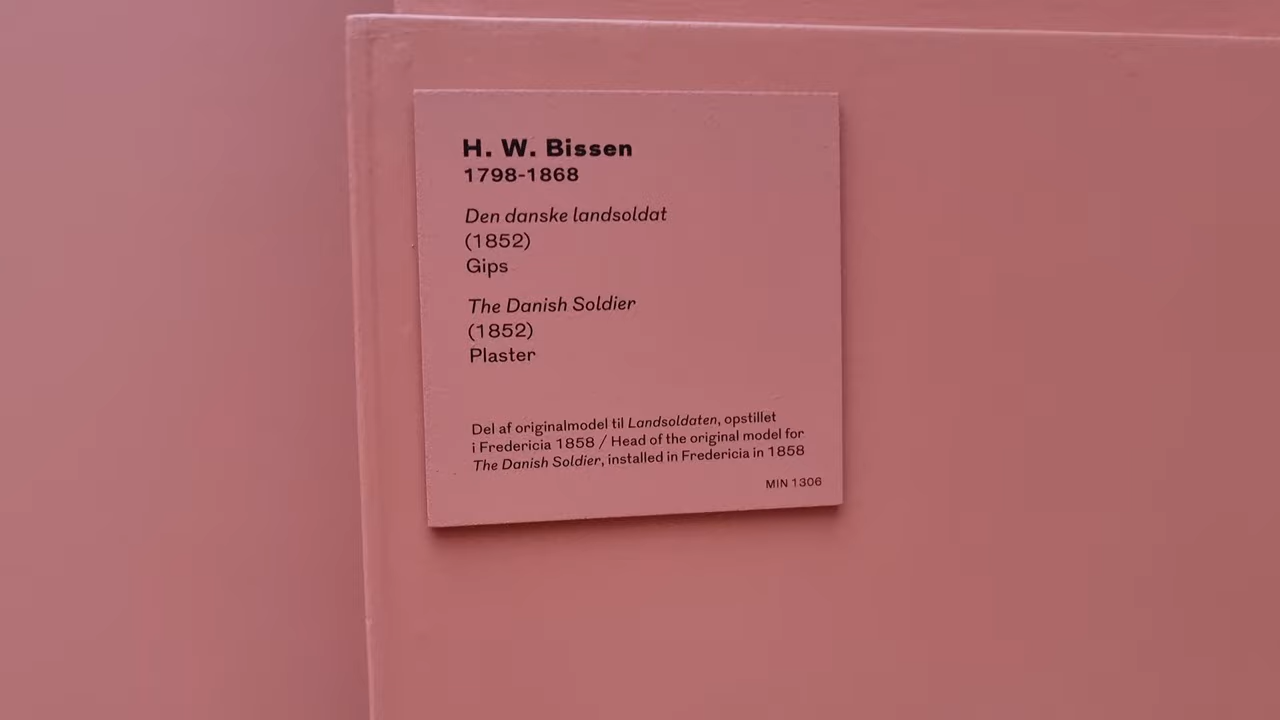 H. W. Bissen
1798-1868
Den danske landsoldat
(1852)
Gips
The Danish Soldier
(1852)
Plaster
Del af originalmodel til Landsoldaten, opstillet
i Fredericia 1858 / Head of the original model for
The Danish Soldier, installed in Fredericia in 1858
MIN 1306